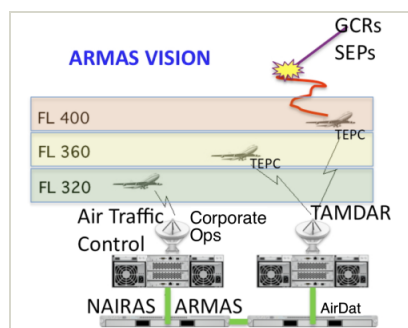 GCRs
SEPs
ARMAS VISION
FL 400
TEPC
FL 360
TEPC
FL 320
Air Traffic
Control
Corporate
Ops
TAMDAR
NAIRAS
ARMAS
AirDat